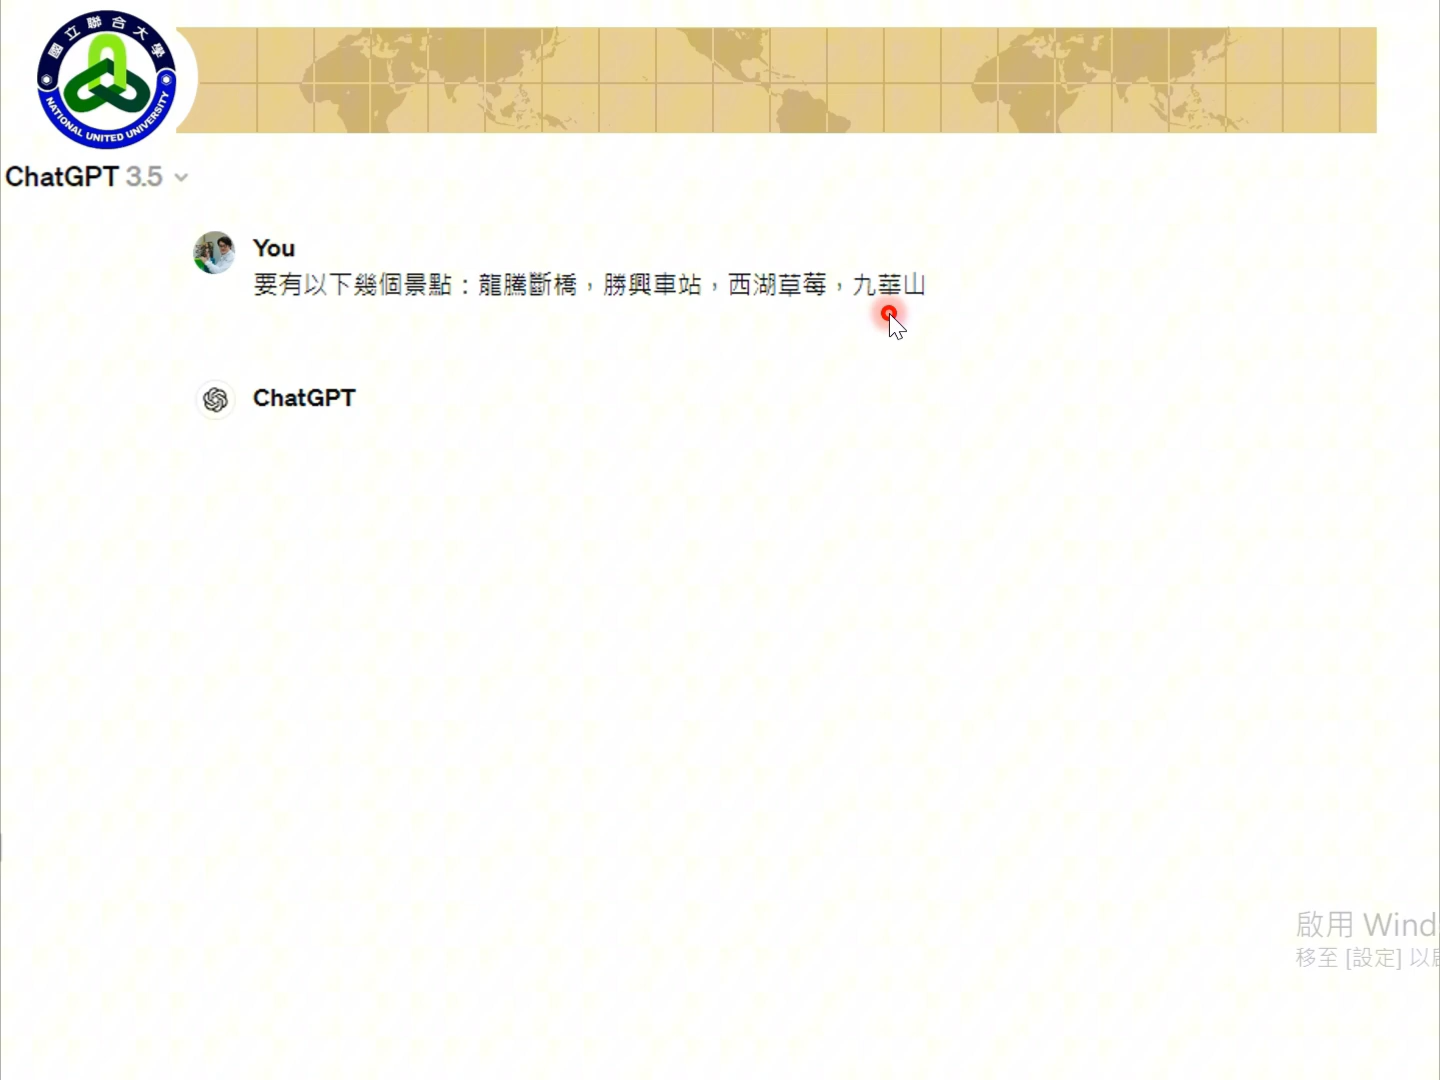 國立聯合大學
NATIONAL UNITED UNIVERSITY
ChatGPT 3.5
You
要有以下幾個景點：龍騰斷橋，勝興車站，西湖草莓，九華山
ChatGPT
啟用 Wind
移至 [設定] 以